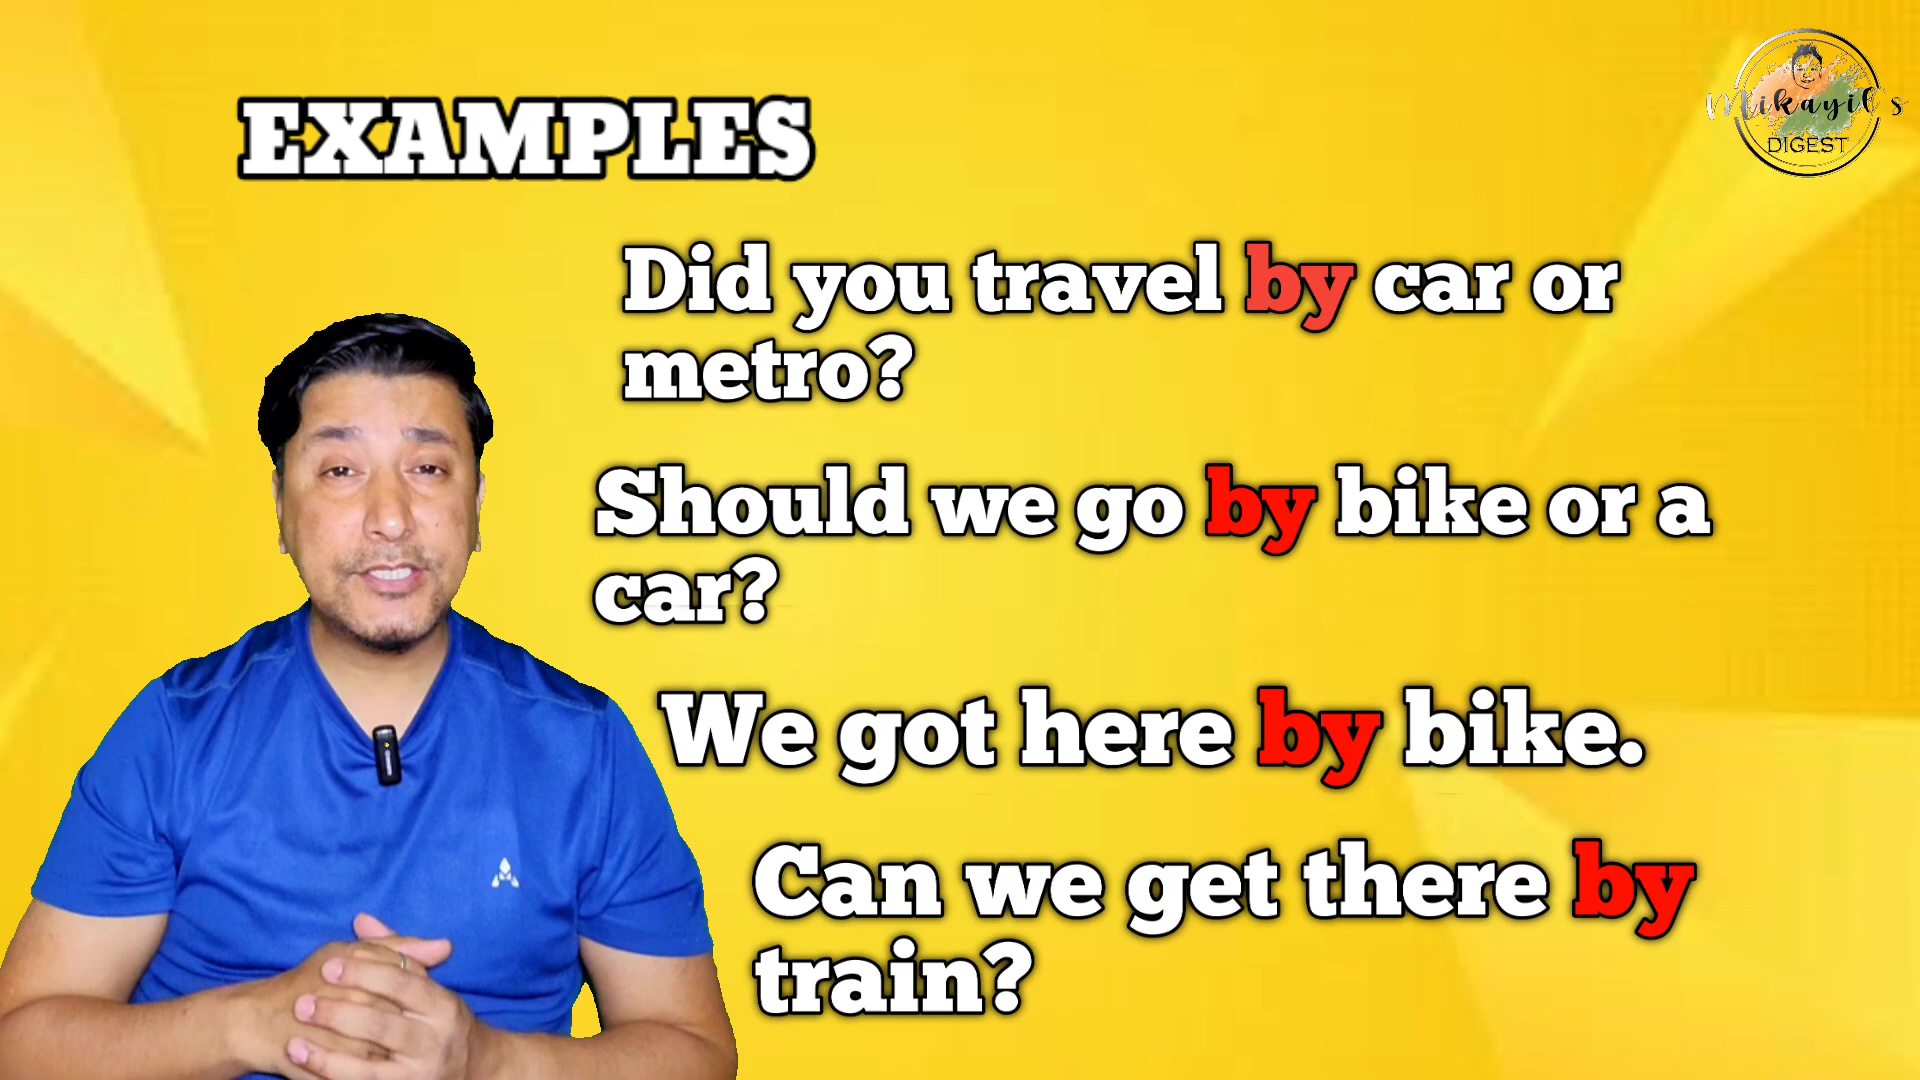 EXAMPLES
Mikayil's
DIGEST
Did you travel by car or
metro?
Should we go by bike or a
car?
We got here by bike.
Can we get there by
train?